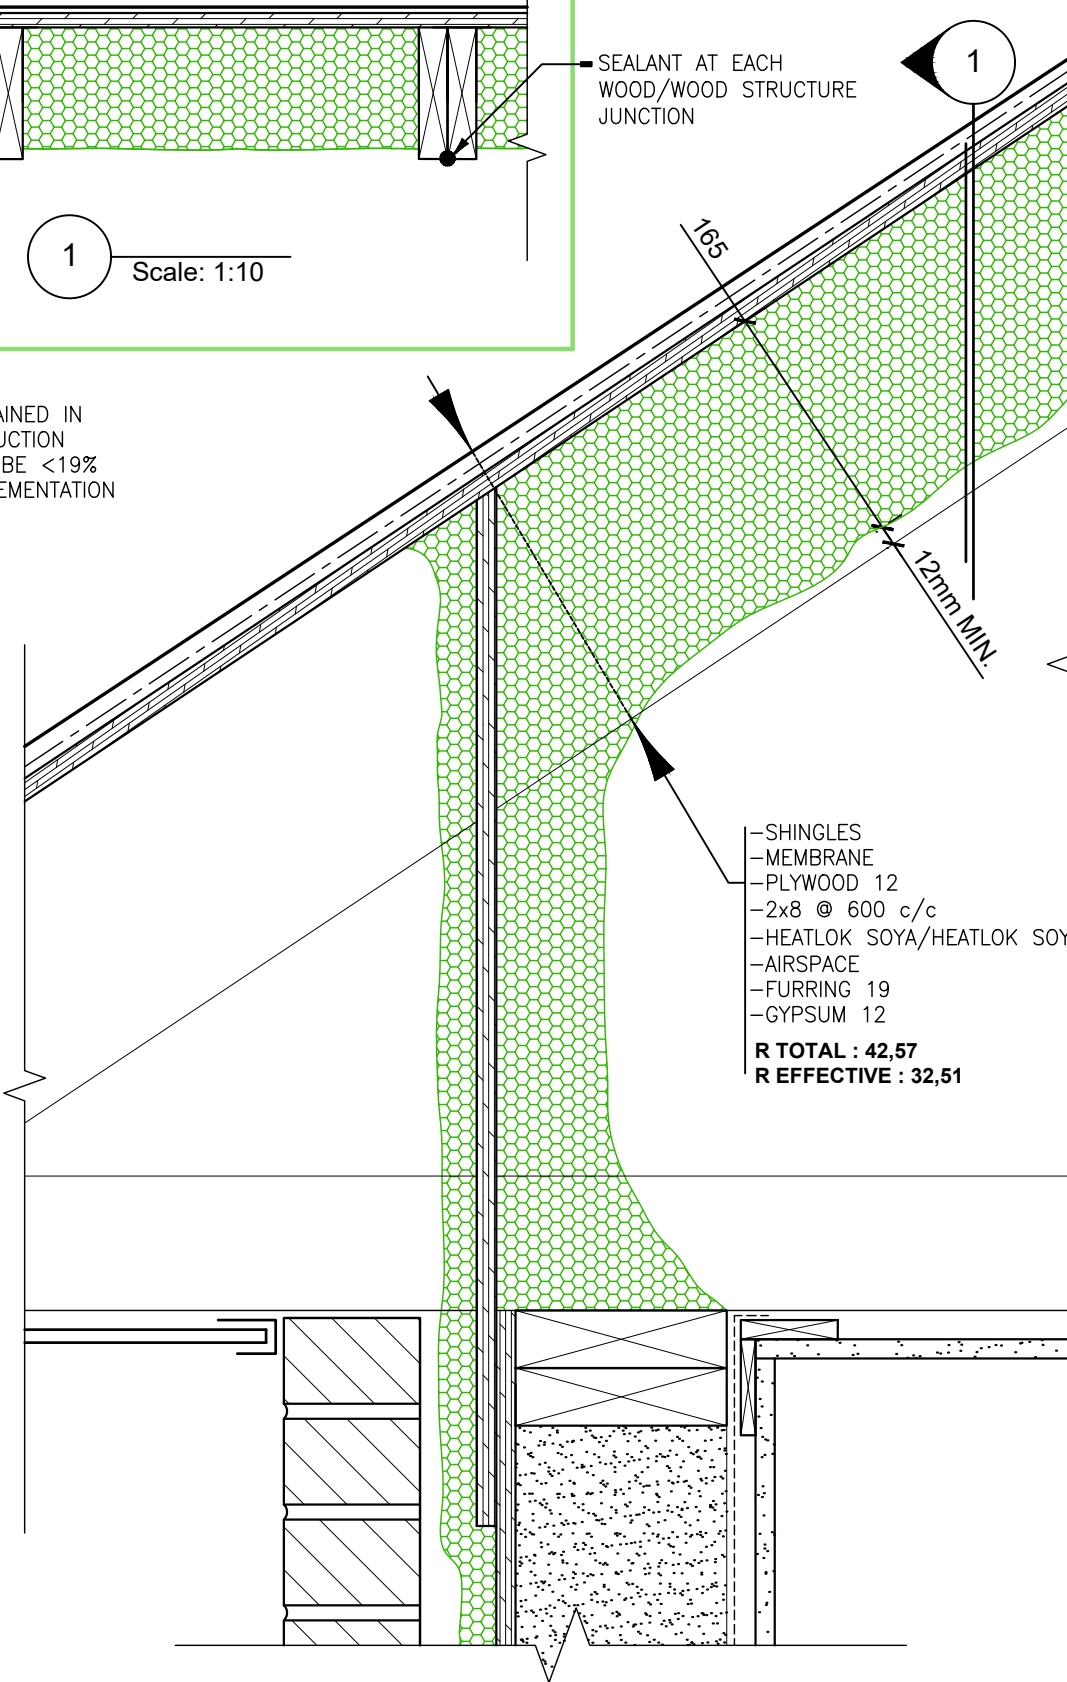 SEALANT AT EACH
WOOD/WOOD STRUCTURE
JUNCTION
1
1
Scale: 1:10
165
AINED IN
UCTION
BE <19%
EMENTATION
12mm MIN.
-SHINGLES
-MEMBRANE
-PLYWOOD 12
-2x8 @ 600 c/c
-HEATLOK SOYA/HEATLOK SOY
-AIRSPACE
-FURRING 19
-GYPSUM 12
R TOTAL : 42,57
R EFFECTIVE : 32,51